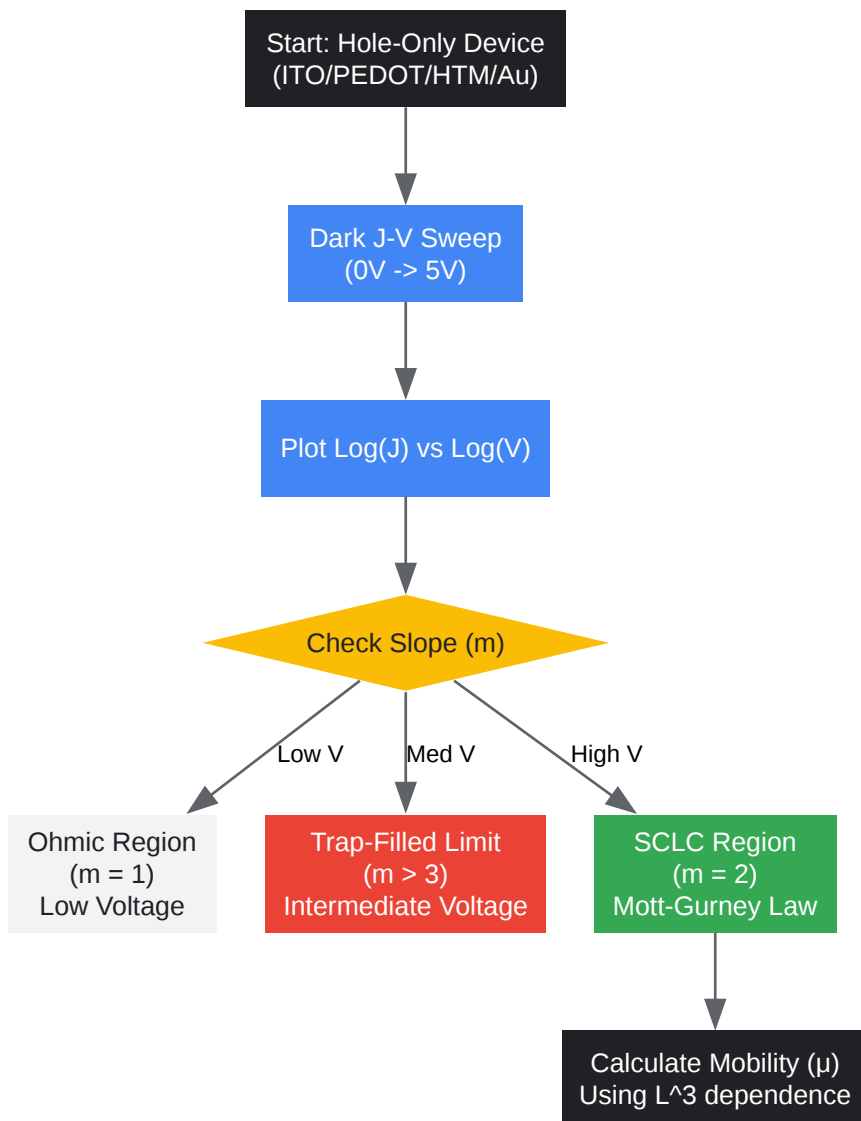 Start: Hole-Only Device
(ITO/PEDOT/HTM/Au)
Dark J-V Sweep
(0V -> 5V)
Plot Log(J) vs Log(V)
Check Slope (m)
Low V
Med V
High V
Ohmic Region
(m = 1)
Low Voltage
Trap-Filled Limit
(m > 3)
Intermediate Voltage
SCLC Region
(m = 2)
Mott-Gurney Law
Calculate Mobility (μ)
Using L^3 dependence